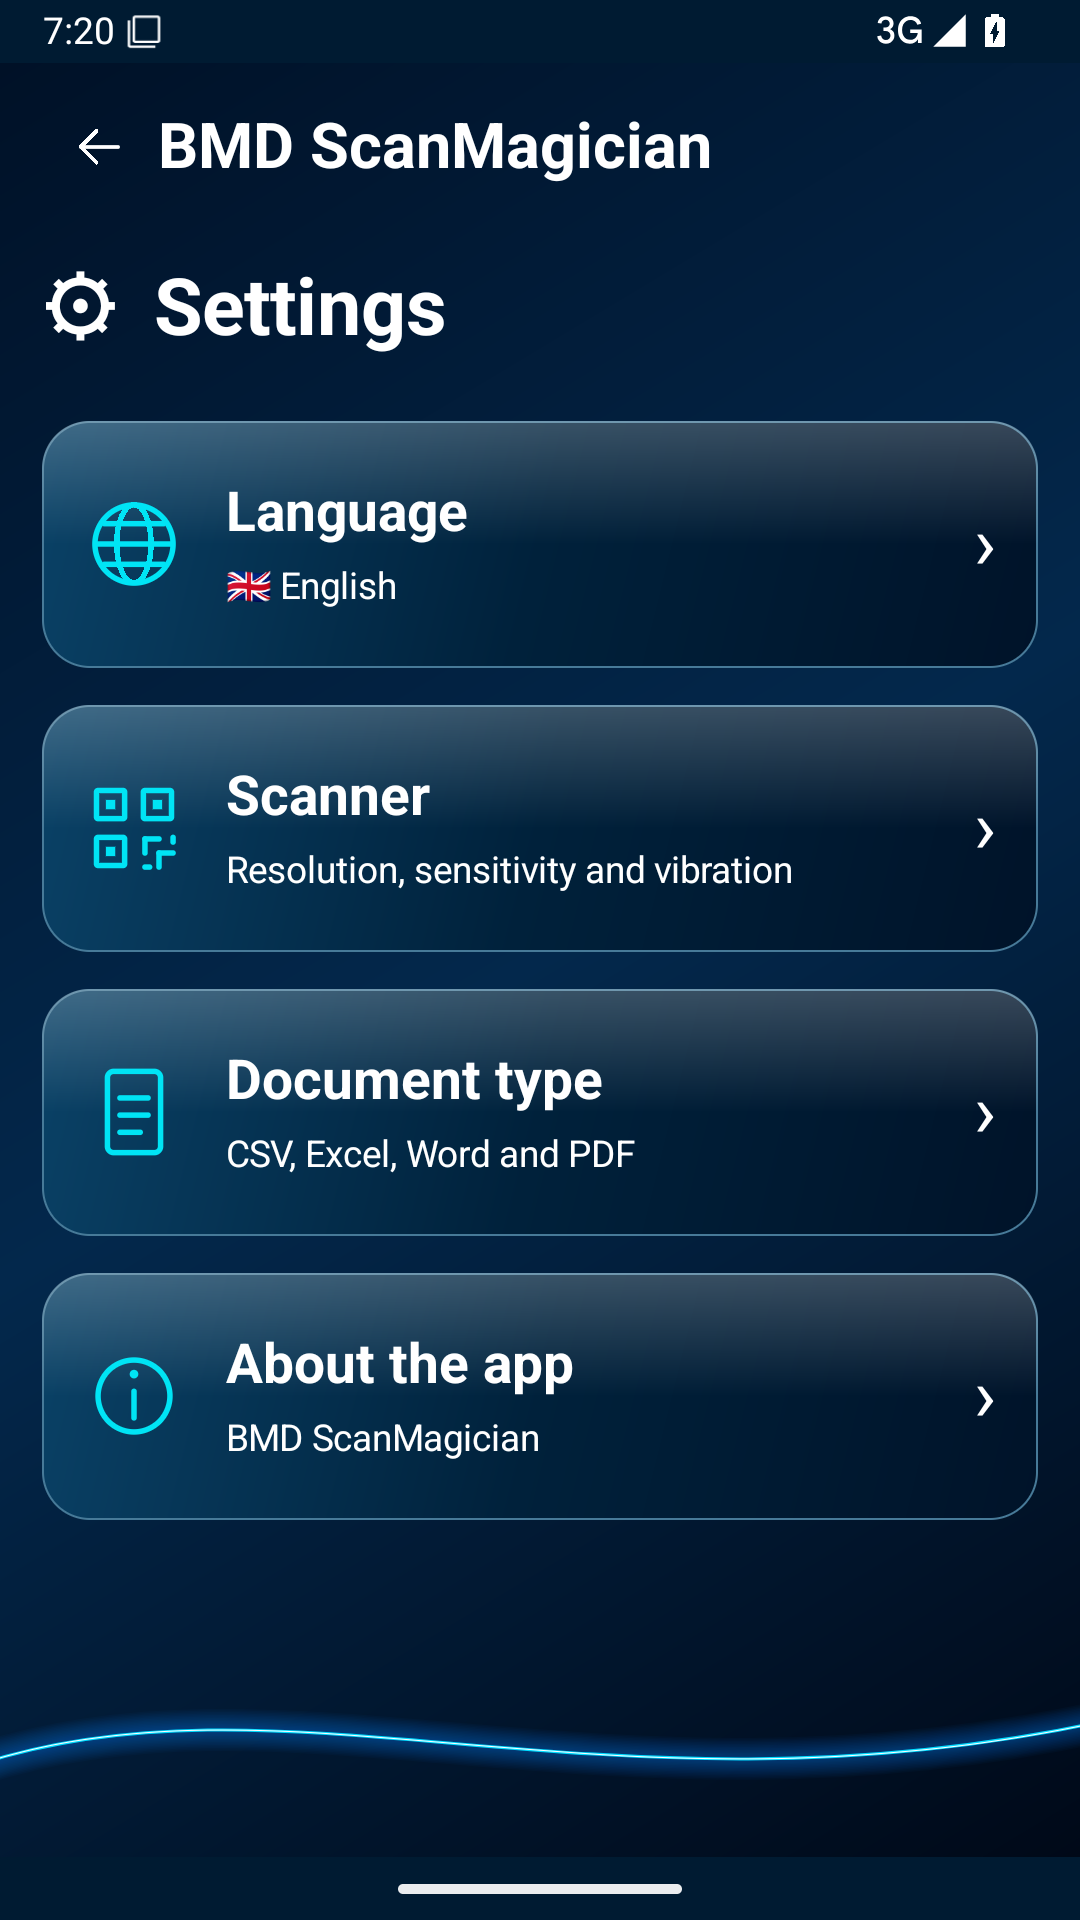 7:20 3G
BMD ScanMagician
Settings
Language
🇬🇧 English
Scanner
Resolution, sensitivity and vibration
Document type
CSV, Excel, Word and PDF
About the app
BMD ScanMagician